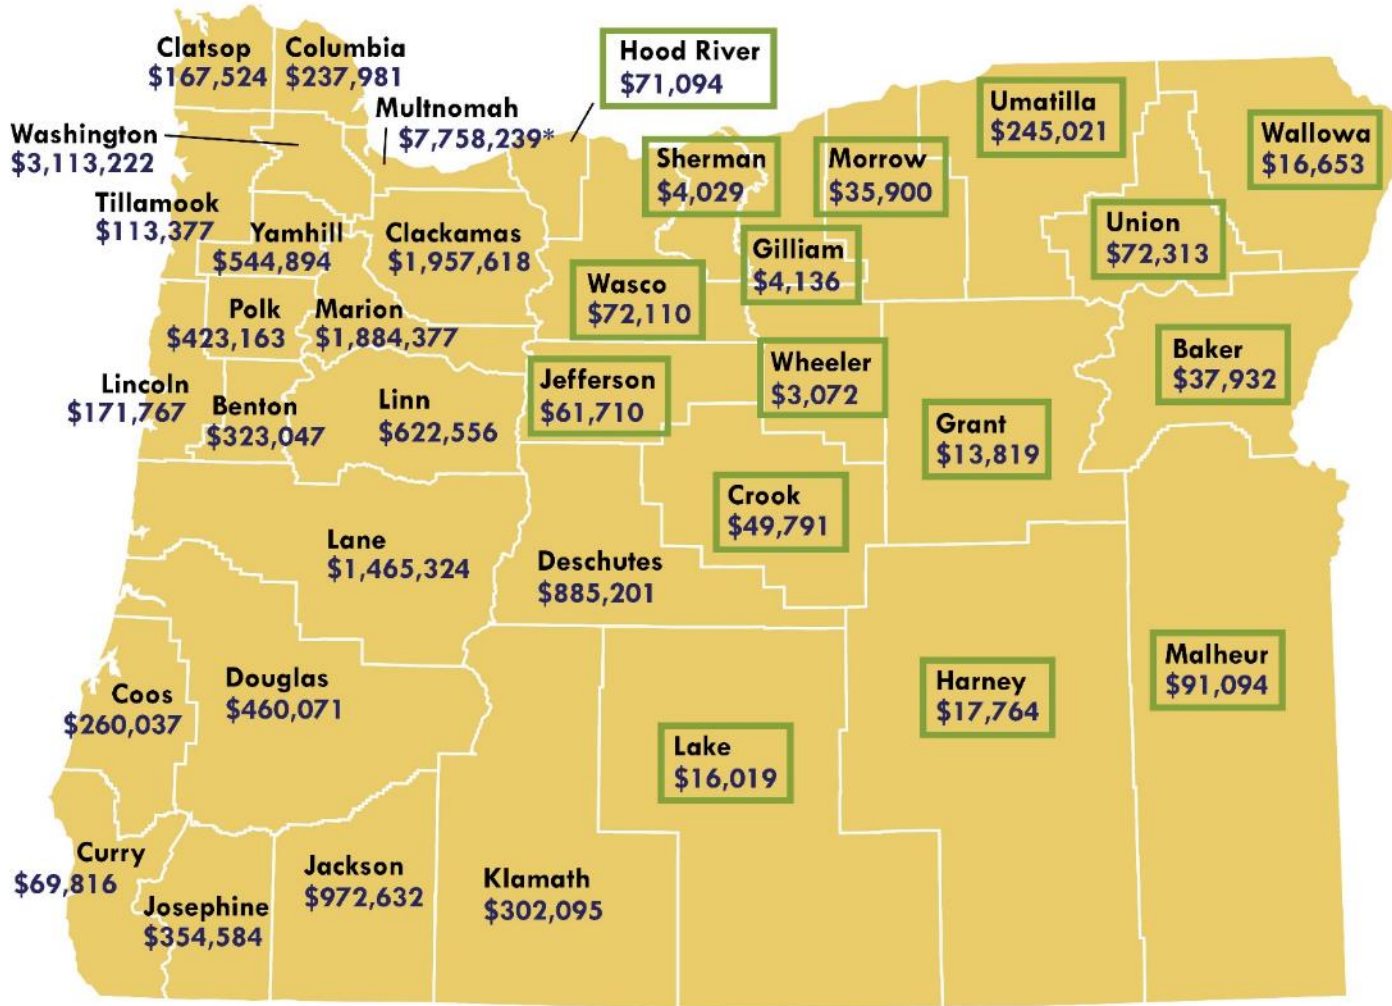 Clatsop
$167,524
Columbia
$237,981
Hood River
$71,094
Multnomah
$7,758,239*
Washington
$3,113,222
Umatilla
$245,021
Wallowa
$16,653
Sherman
$4,029
Morrow
$35,900
Tillamook
$113,377
Yamhill
$544,894
Clackamas
$1,957,618
Gilliam
$4,136
Union
$72,313
Wasco
$72,110
Polk
$423,163
Marion
$1,884,377
Wheeler
$3,072
Baker
$37,932
Lincoln
$171,767
Benton
$323,047
Linn
$622,556
Jefferson
$61,710
Grant
$13,819
Crook
$49,791
Lane
$1,465,324
Deschutes
$885,201
Coos
$260,037
Douglas
$460,071
Lake
$16,019
Harney
$17,764
Malheur
$91,094
Curry
$69,816
Josephine
$354,584
Jackson
$972,632
Klamath
$302,095